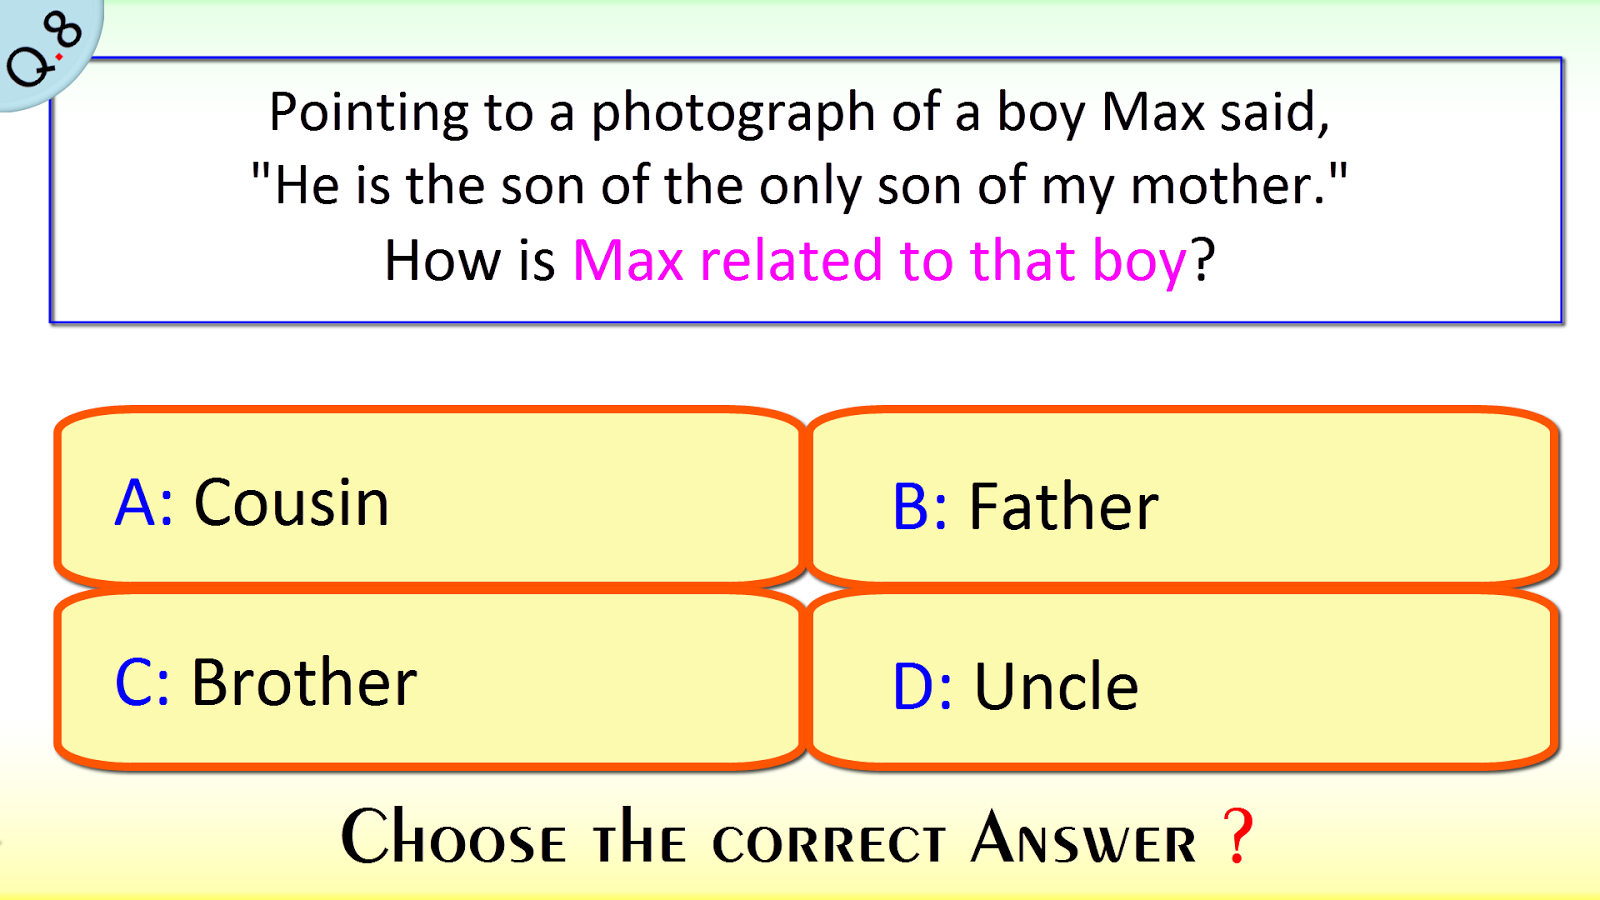 Q.8
Pointing to a photograph of a boy Max said,
"He is the son of the only son of my mother."
How is Max related to that boy?
A: Cousin
B: Father
C: Brother
D: Uncle
Choose the correct Answer ?